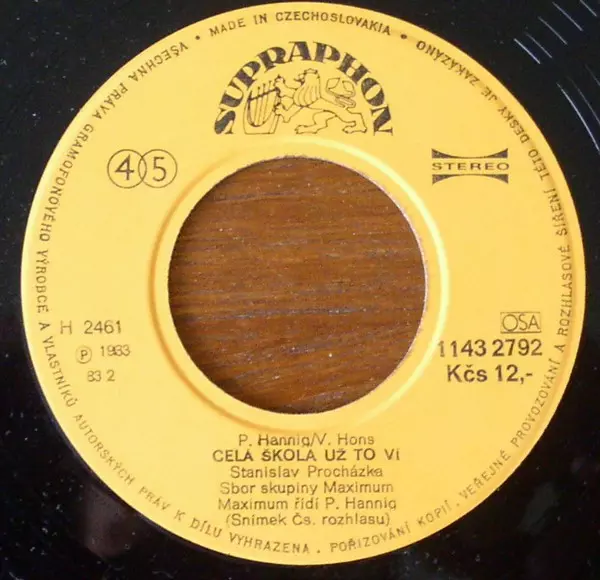 VŠECHNA PRÁVA GRAMOFONOVÉHO VÝROBCE A VLASTNÍKŮ AUTORSKÝCH PRÁV K DÍLU VYHRAZENA. POŘIZOVÁNÍ KOPIÍ, VEŘEJNÉ PROVOZOVÁNÍ A ROZHLASOVÉ ŠÍŘENÍ TÉTO DESKY JE ZAKÁZÁNO
MADE IN CZECHOSLOVAKIA
SUPRAPHON
45
STEREO
H 2461
Ⓟ 1983
83 2
OSA
1143 2792
Kčs 12,-
P. Hannig/V. Hons
CELÁ ŠKOLA UŽ TO VÍ
Stanislav Procházka
Sbor skupiny Maximum
Maximum řídí P. Hannig
(Snímek Čs. rozhlasu)